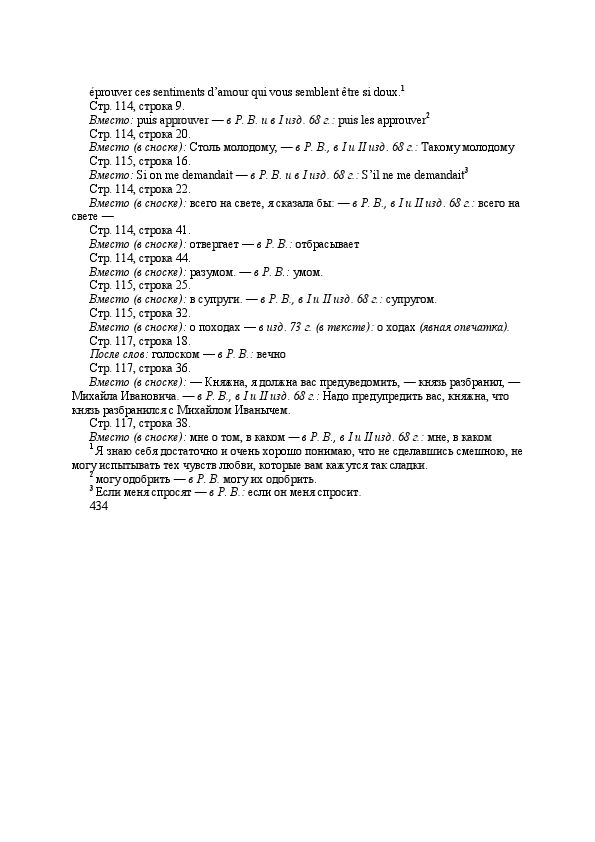 éprouver ces sentiments d’amour qui vous semblent être si doux.1
Стр. 114, строка 9.
Вместо: puis approuver — в Р. В. и в I изд. 68 г.: puis les approuver2
Стр. 114, строка 20.
Вместо (в сноске): Столь молодому, — в Р. В., в I и II изд. 68 г.: Такому молодому
Стр. 115, строка 16.
Вместо: Si on me demandait — в Р. В. и в I изд. 68 г.: S’il ne me demandait3
Стр. 114, строка 22.
Вместо (в сноске): всего на свете, я сказала бы: — в Р. В., в I и II изд. 68 г.: всего на
свете —
Стр. 114, строка 41.
Вместо (в сноске): отвергает — в Р. В.: отбрасывает
Стр. 114, строка 44.
Вместо (в сноске): разумом. — в Р. В.: умом.
Стр. 115, строка 25.
Вместо (в сноске): в супруги. — в Р. В., в I и II изд. 68 г.: супругом.
Стр. 115, строка 32.
Вместо (в сноске): о походах — в изд. 73 г. (в тексте): о ходах (явная опечатка).
Стр. 117, строка 18.
После слов: голоском — в Р. В.: вечно
Стр. 117, строка 36.
Вместо (в сноске): — Княжна, я должна вас предуведомить, — князь разбранил, —
Михайла Ивановича. — в Р. В., в I и II изд. 68 г.: Надо предупредить вас, княжна, что
князь разбранился с Михайлом Иванычем.
Стр. 117, строка 38.
Вместо (в сноске): мне о том, в каком — в Р. В., в I и II изд. 68 г.: мне, в каком
1 Я знаю себя достаточно и очень хорошо понимаю, что не сделавшись смешною, не
могу испытывать тех чувств любви, которые вам кажутся так сладки.
2 могу одобрить — в Р. В. могу их одобрить.
3 Если меня спросят — в Р. В.: если он меня спросит.
434